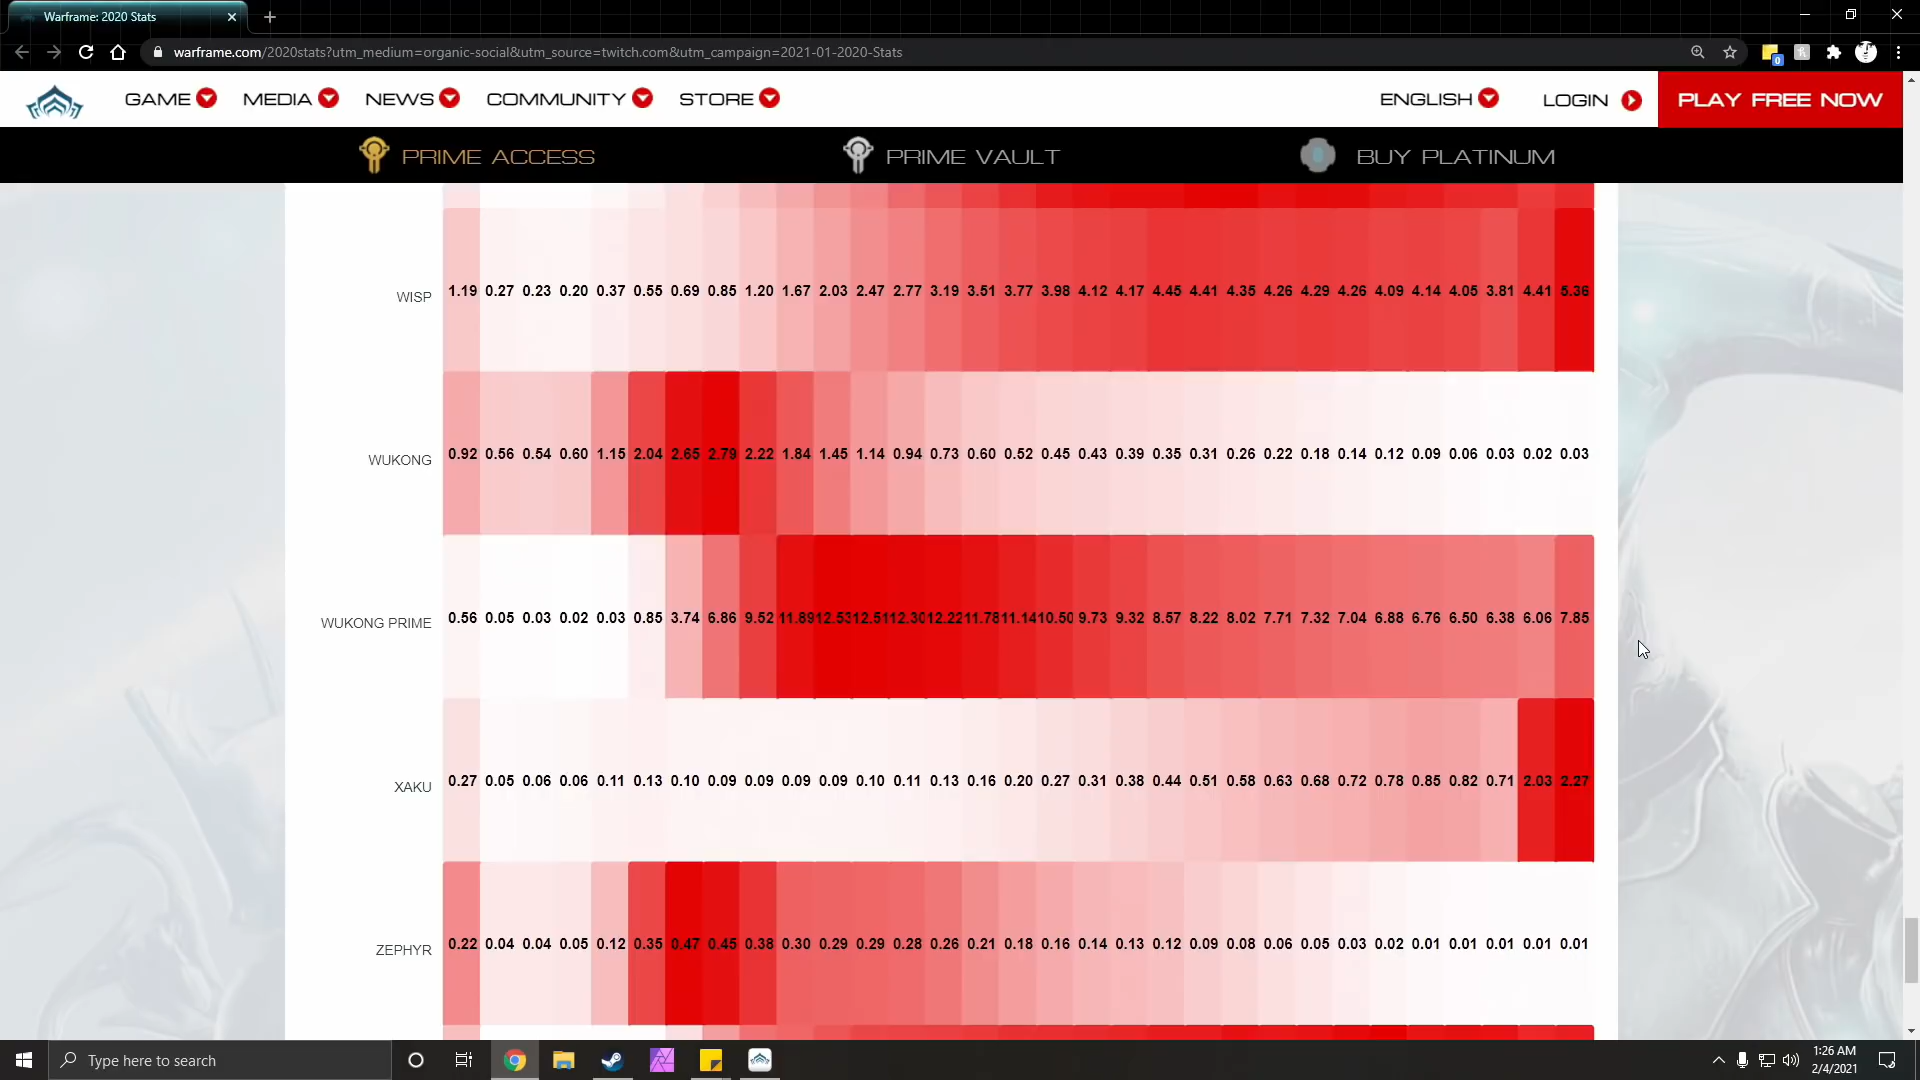 Warframe: 2020 Stats
warframe.com/2020stats?utm_medium=organic-social&utm_source=twitch.com&utm_campaign=2021-01-2020-Stats
0
GAME MEDIA NEWS COMMUNITY STORE ENGLISH LOGIN PLAY FREE NOW
PRIME ACCESS PRIME VAULT BUY PLATINUM
WISP 1.19 0.27 0.23 0.20 0.37 0.55 0.69 0.85 1.20 1.67 2.03 2.47 2.77 3.19 3.51 3.77 3.98 4.12 4.17 4.45 4.41 4.35 4.26 4.29 4.26 4.09 4.14 4.05 3.81 4.41 5.36
WUKONG 0.92 0.56 0.54 0.60 1.15 2.04 2.65 2.79 2.22 1.84 1.45 1.14 0.94 0.73 0.60 0.52 0.45 0.43 0.39 0.35 0.31 0.26 0.22 0.18 0.14 0.12 0.09 0.06 0.03 0.02 0.03
WUKONG PRIME 0.56 0.05 0.03 0.02 0.03 0.85 3.74 6.86 9.52 11.89 12.53 12.51 12.30 12.22 11.78 11.14 10.50 9.73 9.32 8.57 8.22 8.02 7.71 7.32 7.04 6.88 6.76 6.50 6.38 6.06 7.85
XAKU 0.27 0.05 0.06 0.06 0.11 0.13 0.10 0.09 0.09 0.09 0.09 0.10 0.11 0.13 0.16 0.20 0.27 0.31 0.38 0.44 0.51 0.58 0.63 0.68 0.72 0.78 0.85 0.82 0.71 2.03 2.27
ZEPHYR 0.22 0.04 0.04 0.05 0.12 0.35 0.47 0.45 0.38 0.30 0.29 0.29 0.28 0.26 0.21 0.18 0.16 0.14 0.13 0.12 0.09 0.08 0.06 0.05 0.03 0.02 0.01 0.01 0.01 0.01 0.01
Type here to search
1:26 AM
2/4/2021